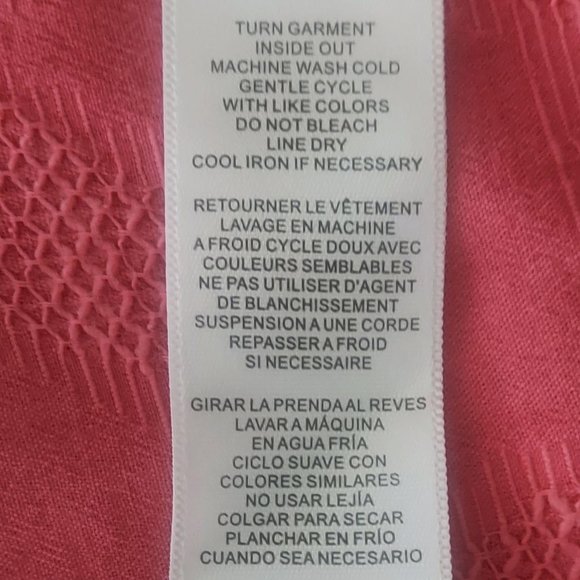 TURN GARMENT
INSIDE OUT
MACHINE WASH COLD
GENTLE CYCLE
WITH LIKE COLORS
DO NOT BLEACH
LINE DRY
COOL IRON IF NECESSARY
RETOURNER LE VÊTEMENT
LAVAGE EN MACHINE
A FROID CYCLE DOUX AVEC
COULEURS SEMBLABLES
NE PAS UTILISER D'AGENT
DE BLANCHISSEMENT
SUSPENSION A UNE CORDE
REPASSER A FROID
SI NECESSAIRE
GIRAR LA PRENDA AL REVES
LAVAR A MÁQUINA
EN AGUA FRÍA
CICLO SUAVE CON
COLORES SIMILARES
NO USAR LEJÍA
COLGAR PARA SECAR
PLANCHAR EN FRÍO
CUANDO SEA NECESARIO